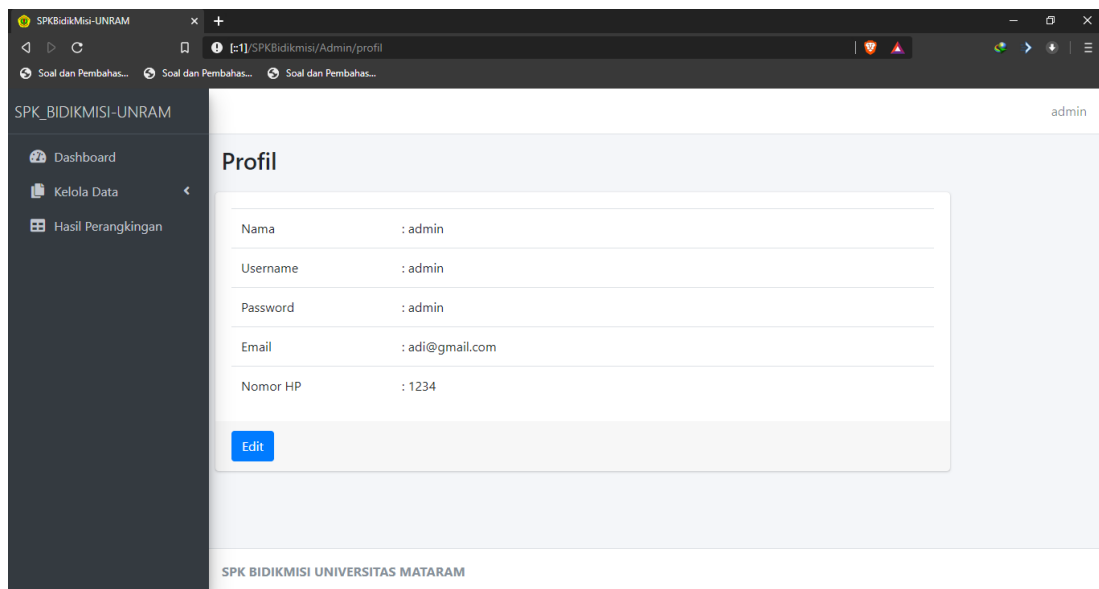 SPKBidikMisi-UNRAM
[::1]/SPKBidikmisi/Admin/profil
Soal dan Pembahas... Soal dan Pembahas... Soal dan Pembahas...
SPK_BIDIKMISI-UNRAM
admin
Dashboard
Kelola Data
Hasil Perangkingan
Profil
Nama : admin
Username : admin
Password : admin
Email : adi@gmail.com
Nomor HP : 1234
Edit
SPK BIDIKMISI UNIVERSITAS MATARAM